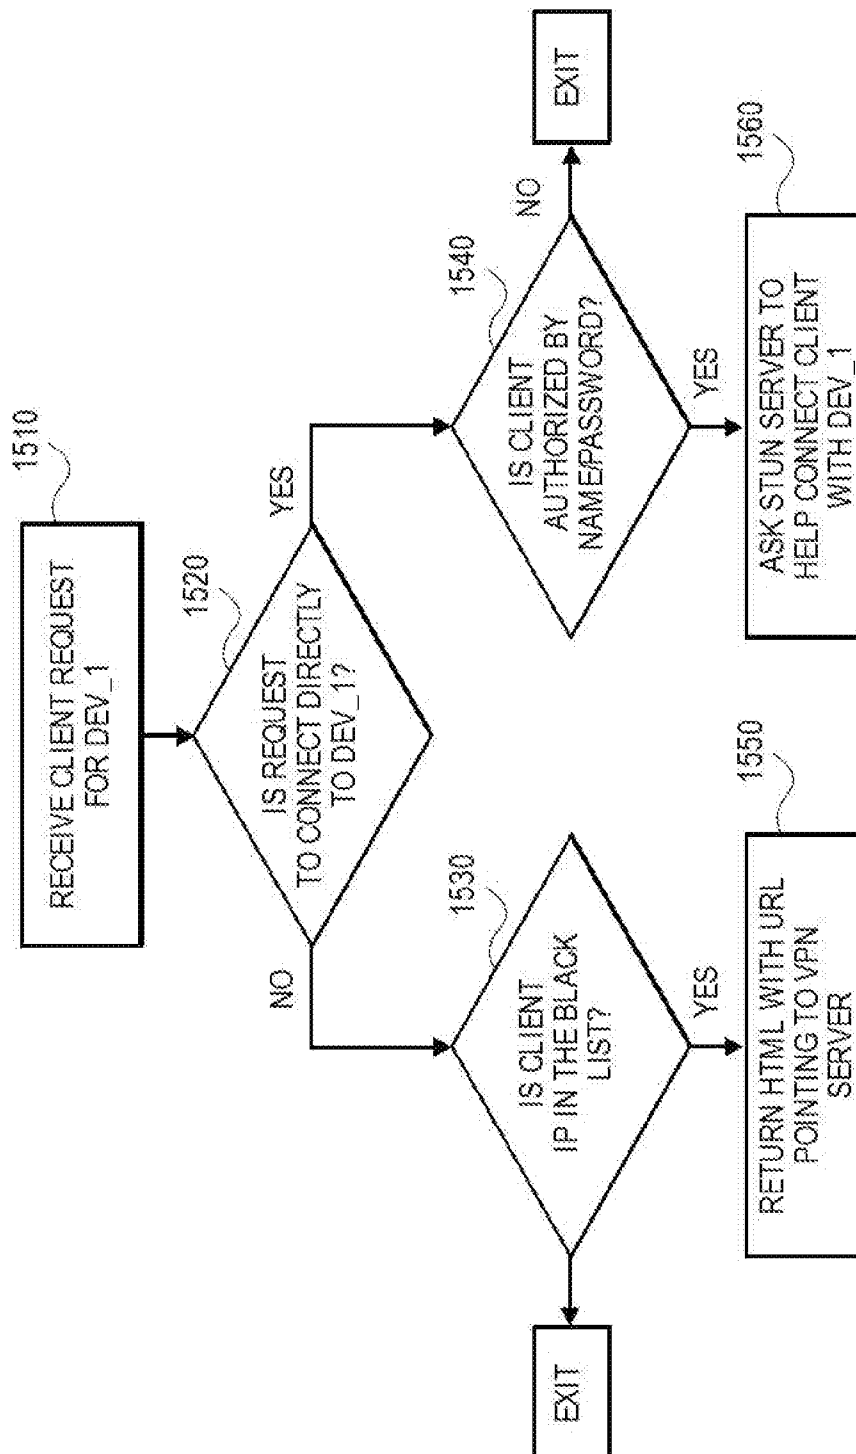 1510
RECEIVE CLIENT REQUEST
FOR DEV_1
1520
IS REQUEST
TO CONNECT DIRECTLY
TO DEV_1?
NO
YES
1530
IS CLIENT
IP IN THE BLACK
LIST?
EXIT
YES
1540
IS CLIENT
AUTHORIZED BY
NAME/PASSWORD?
NO
EXIT
YES
1550
RETURN HTML WITH URL
POINTING TO VPN
SERVER
1560
ASK STUN SERVER TO
HELP CONNECT CLIENT
WITH DEV_1